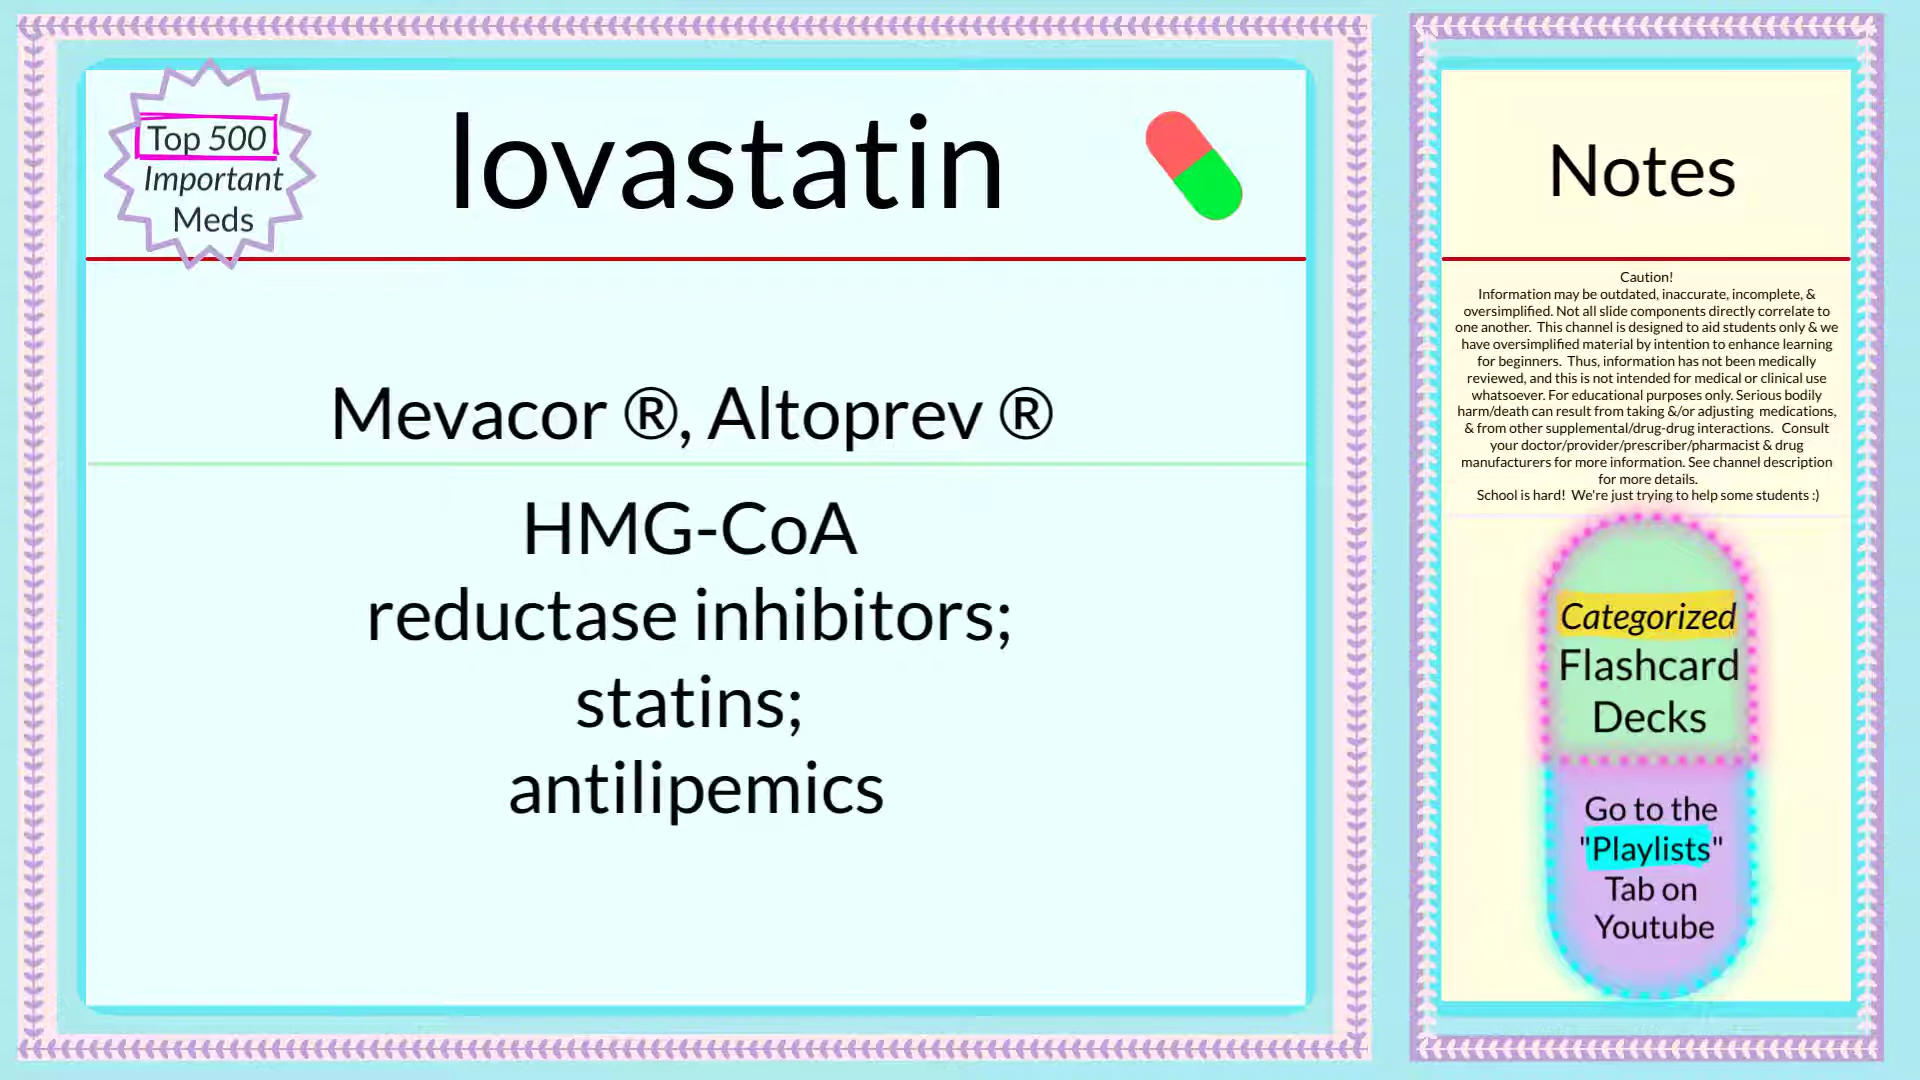 Top 500
Important
Meds
lovastatin
Mevacor ®, Altoprev ®
HMG-CoA
reductase inhibitors;
statins;
antilipemics
Notes
Caution!
Information may be outdated, inaccurate, incomplete, &
oversimplified. Not all slide components directly correlate to
one another. This channel is designed to aid students only & we
have oversimplified material by intention to enhance learning
for beginners. Thus, information has not been medically
reviewed, and this is not intended for medical or clinical use
whatsoever. For educational purposes only. Serious bodily
harm/death can result from taking &/or adjusting medications,
& from other supplemental/drug-drug interactions. Consult
your doctor/provider/prescriber/pharmacist & drug
manufacturers for more information. See channel description
for more details.
School is hard! We're just trying to help some students :)
Categorized
Flashcard
Decks
Go to the
"Playlists"
Tab on
Youtube